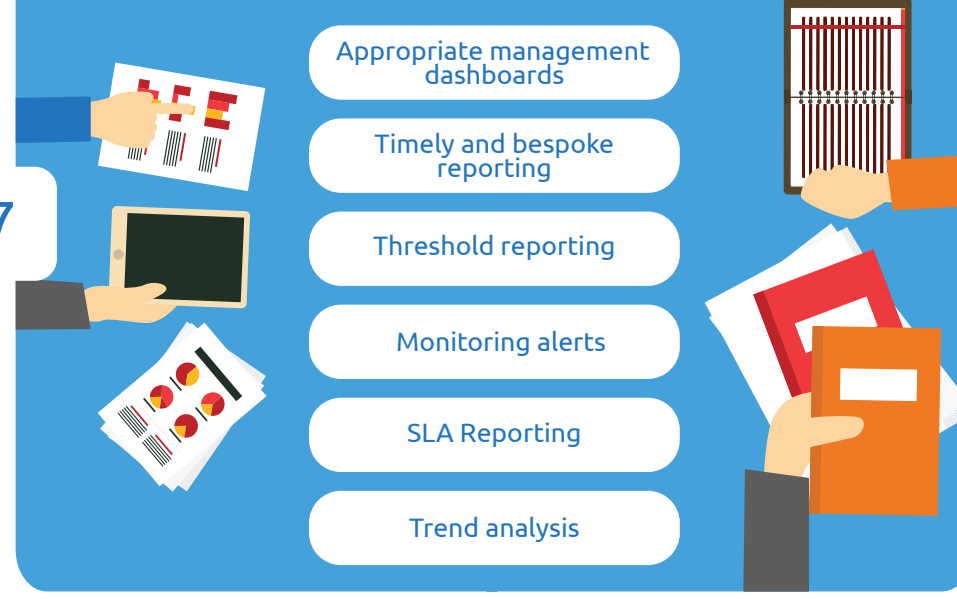 Appropriate management
dashboards
Timely and bespoke
reporting
7
Threshold reporting
Monitoring alerts
SLA Reporting
Trend analysis